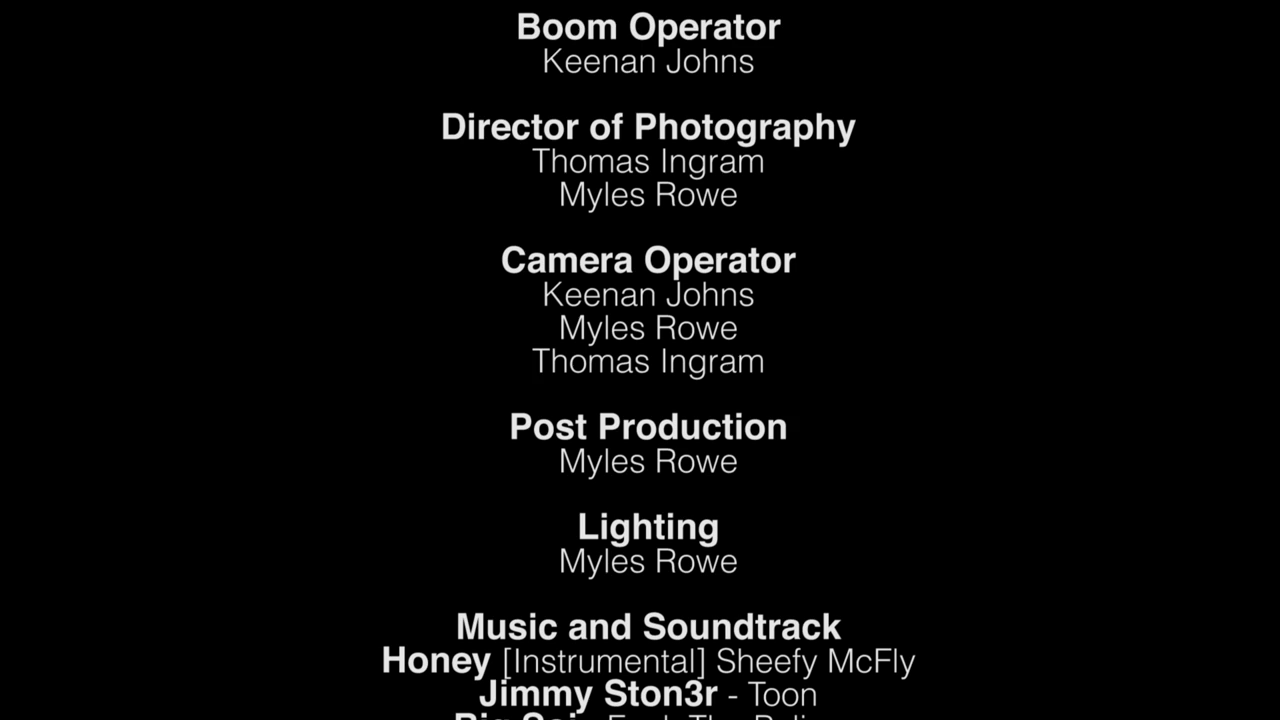 Boom Operator
Keenan Johns
Director of Photography
Thomas Ingram
Myles Rowe
Camera Operator
Keenan Johns
Myles Rowe
Thomas Ingram
Post Production
Myles Rowe
Lighting
Myles Rowe
Music and Soundtrack
Honey [Instrumental] Sheefy McFly
Jimmy Ston3r - Toon